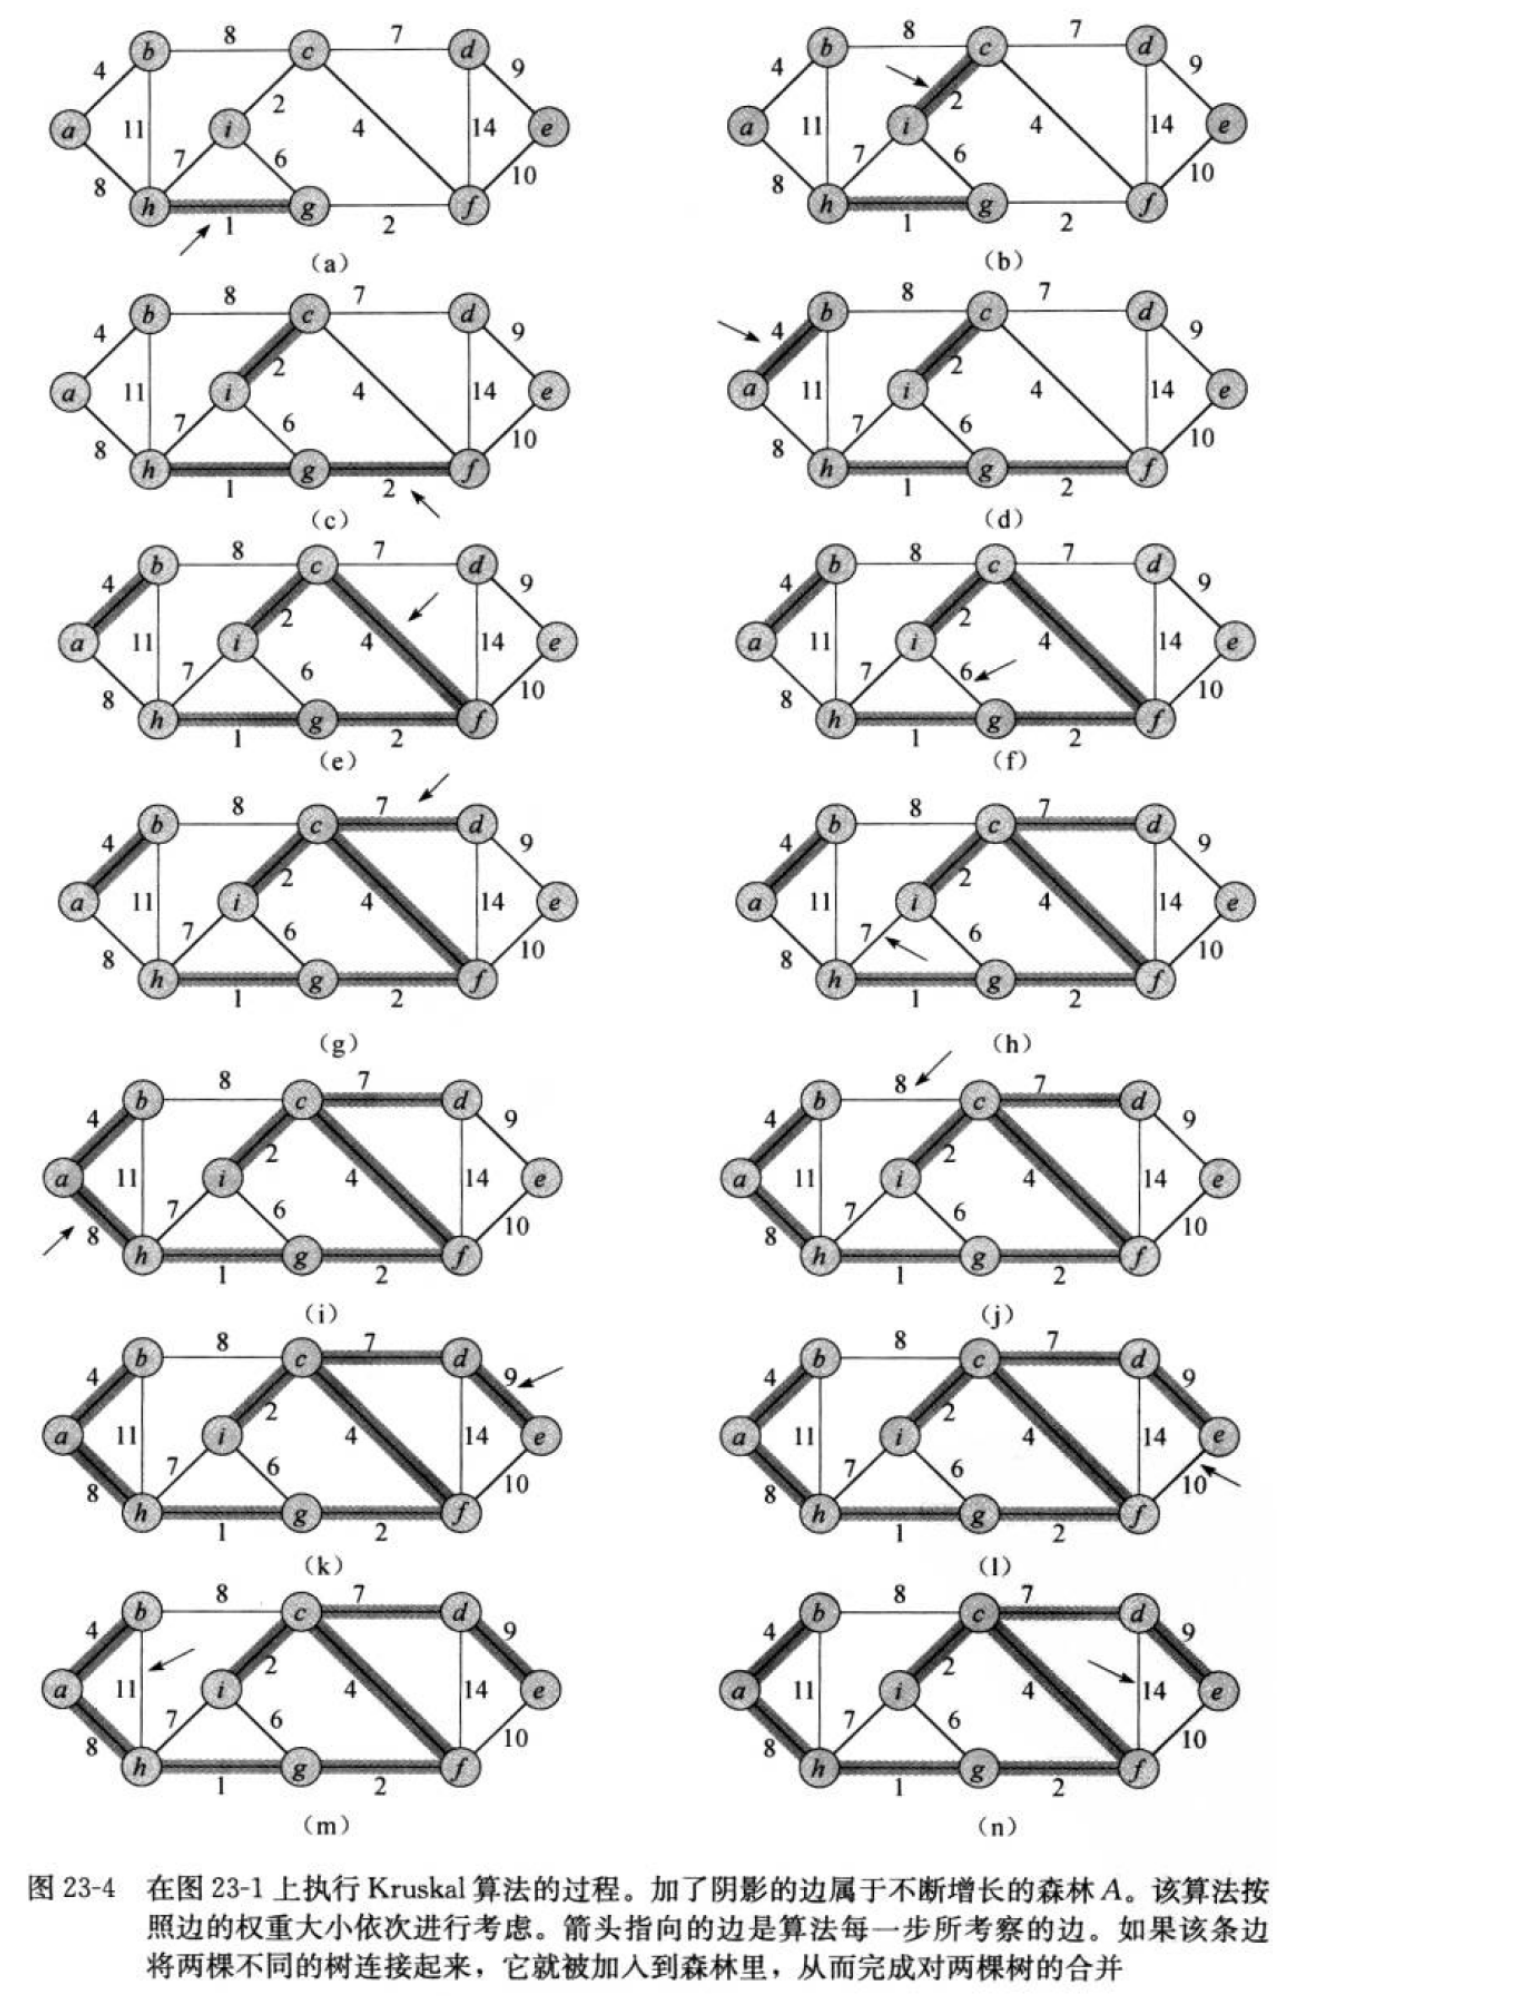 8 7
b c d
4 9
2
a 11 i 4 14 e
7 6
8 10
h g f
1 2
(a)
8 7
b c d
4 9
2
a 11 i 4 14 e
7 6
8 10
h g f
1 2
(b)
8 7
b c d
4 9
2
a 11 i 4 14 e
7 6
8 10
h g f
1 2
(c)
8 7
b c d
4 9
2
a 11 i 4 14 e
7 6
8 10
h g f
1 2
(d)
8 7
b c d
4 9
2
a 11 i 4 14 e
7 6
8 10
h g f
1 2
(e)
8 7
b c d
4 9
2
a 11 i 4 14 e
7 6
8 10
h g f
1 2
(f)
8 7
b c d
4 9
2
a 11 i 4 14 e
7 6
8 10
h g f
1 2
(g)
8 7
b c d
4 9
2
a 11 i 4 14 e
7 6
8 10
h g f
1 2
(h)
8 7
b c d
4 9
2
a 11 i 4 14 e
7 6
8 10
h g f
1 2
(i)
8 7
b c d
4 9
2
a 11 i 4 14 e
7 6
8 10
h g f
1 2
(j)
8 7
b c d
4 9
2
a 11 i 4 14 e
7 6
8 10
h g f
1 2
(k)
8 7
b c d
4 9
2
a 11 i 4 14 e
7 6
8 10
h g f
1 2
(l)
8 7
b c d
4 9
2
a 11 i 4 14 e
7 6
8 10
h g f
1 2
(m)
8 7
b c d
4 9
2
a 11 i 4 14 e
7 6
8 10
h g f
1 2
(n)
图 23-4 在图 23-1 上执行 Kruskal 算法的过程。加了阴影的边属于不断增长的森林 A。该算法按
照边的权重大小依次进行考虑。箭头指向的边是算法每一步所考察的边。如果该条边
将两棵不同的树连接起来，它就被加入到森林里，从而完成对两棵树的合并